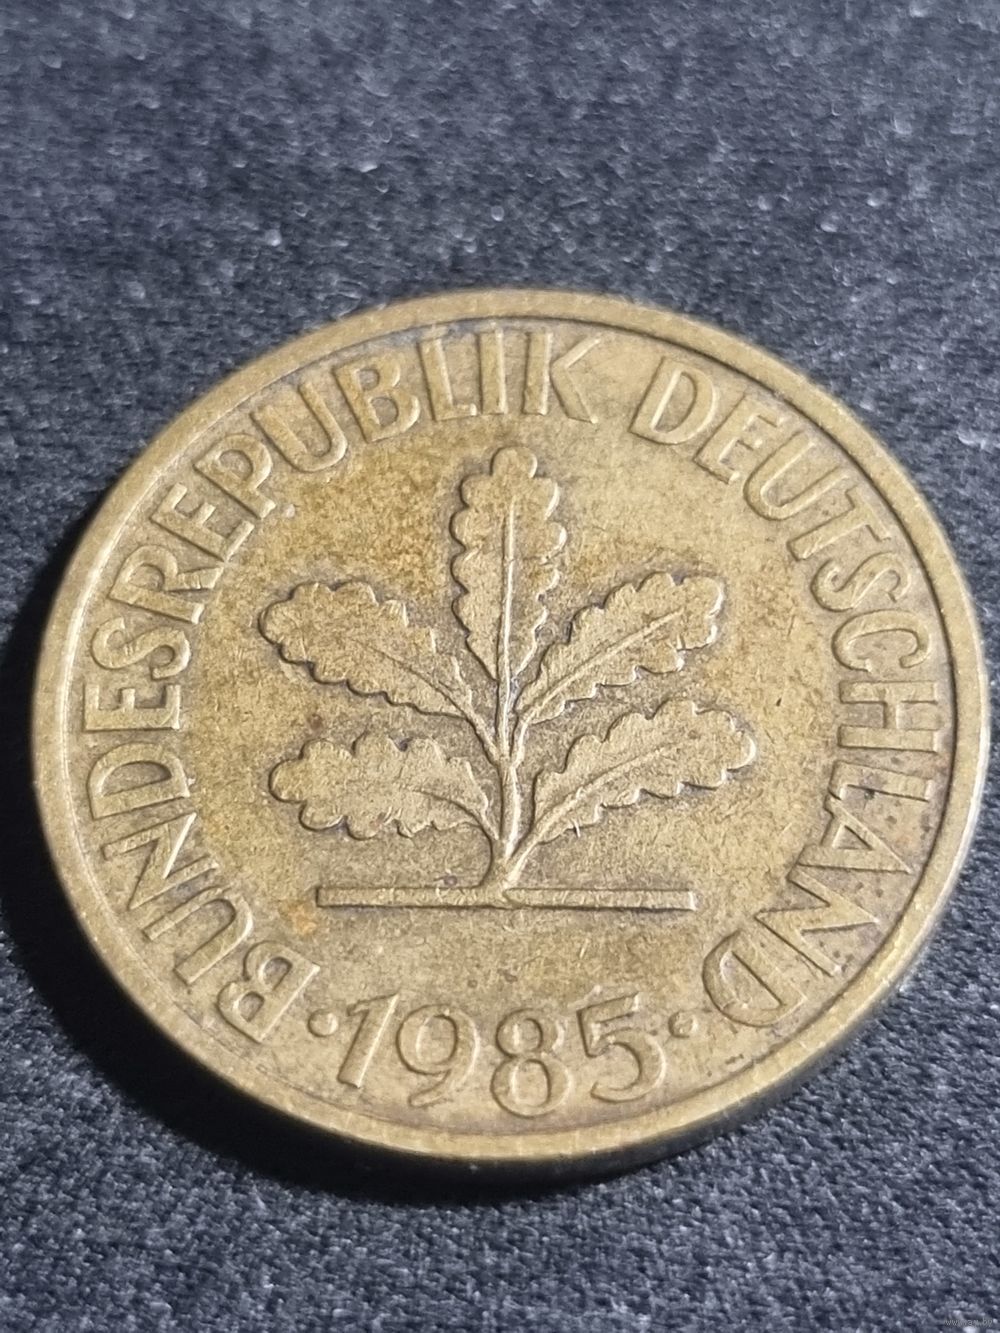 BUNDESREPUBLIK DEUTSCHLAND
· 1985 ·